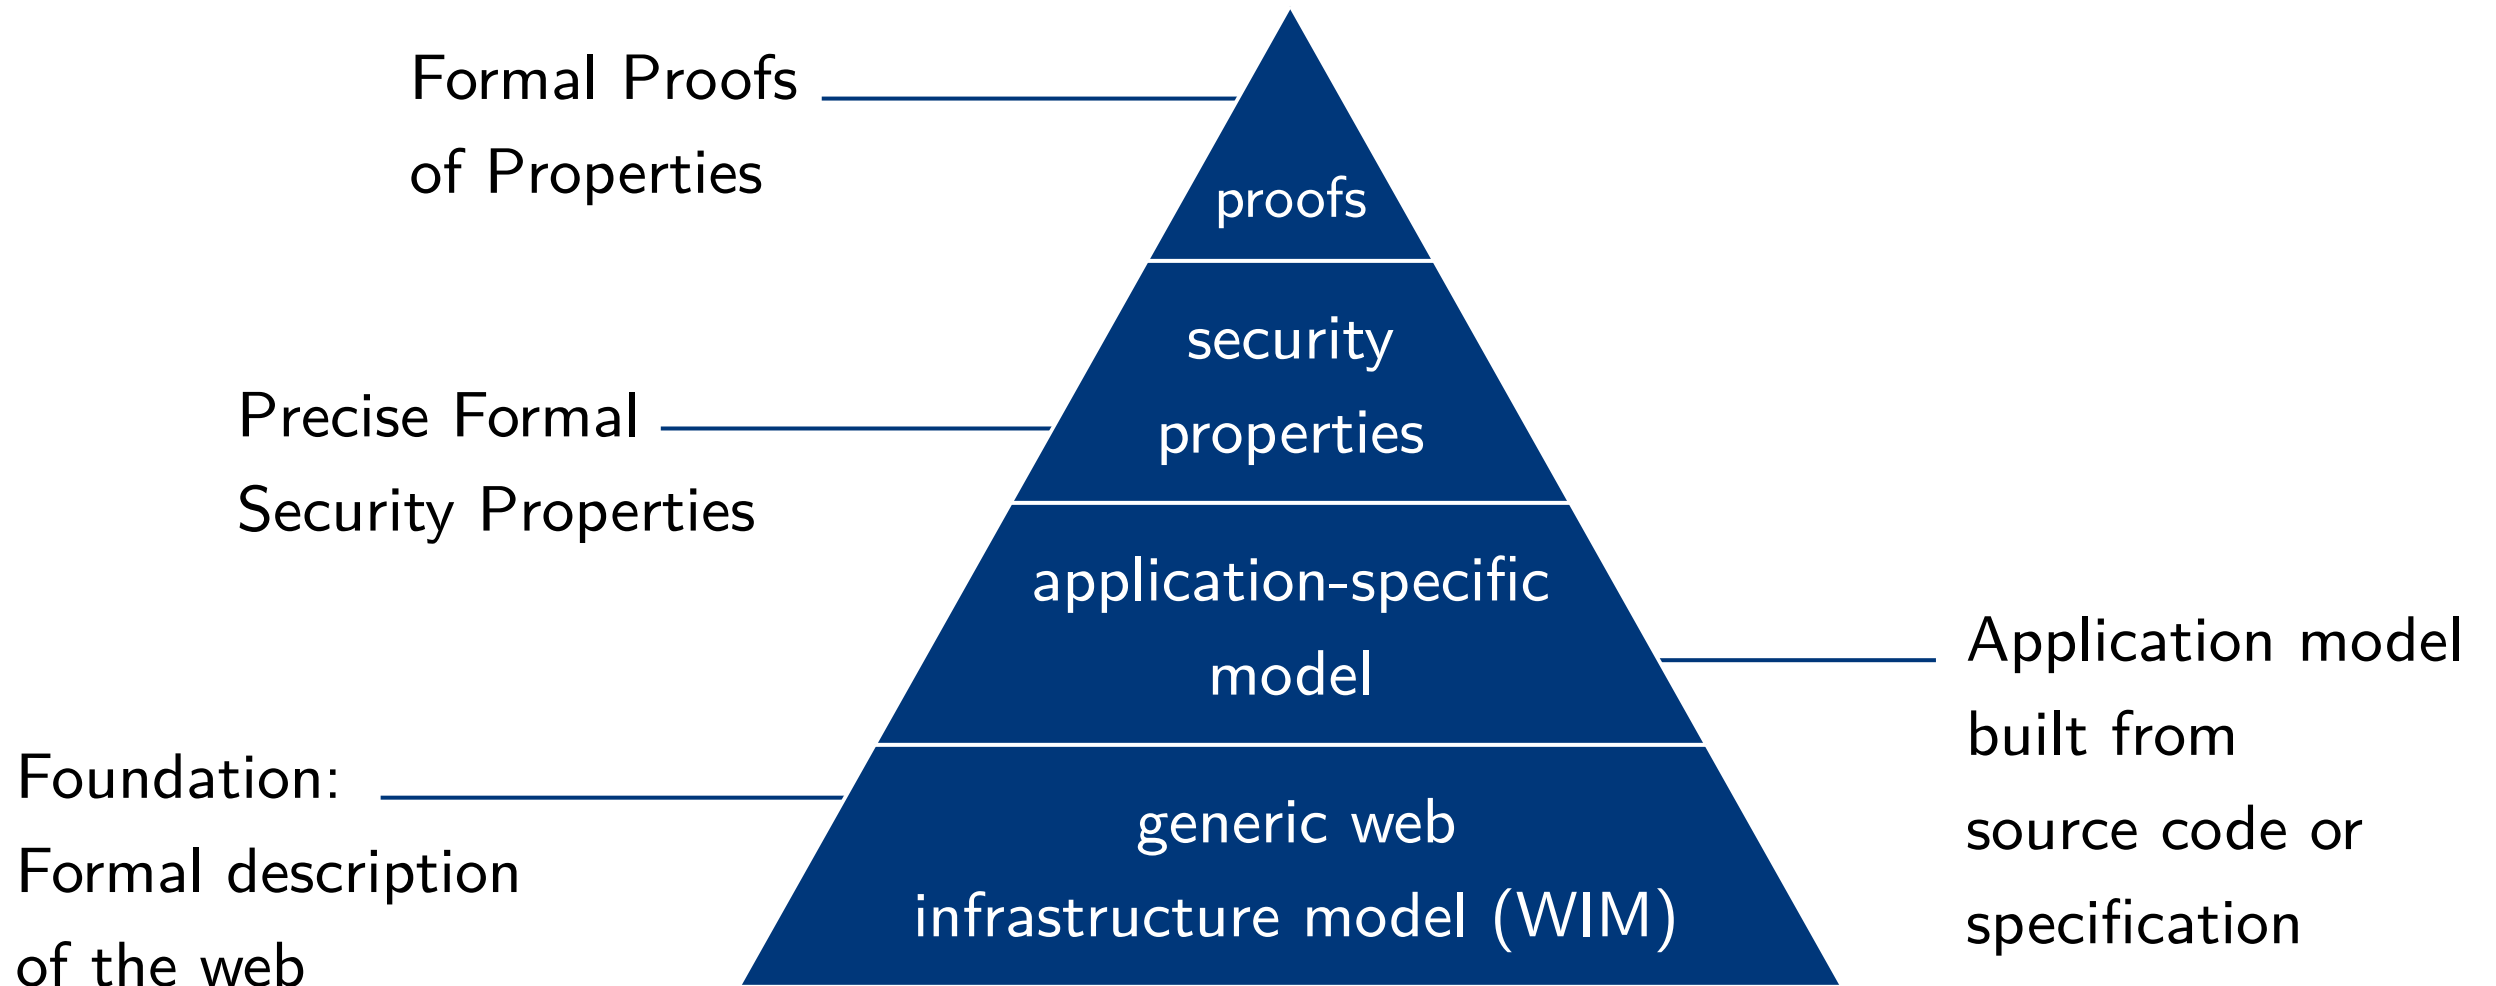 Formal Proofs
of Properties
proofs
security
properties
Precise Formal
Security Properties
application-specific
model
Application model
built from
source code or
specification
Foundation:
Formal description
of the web
generic web
infrastructure model (WIM)